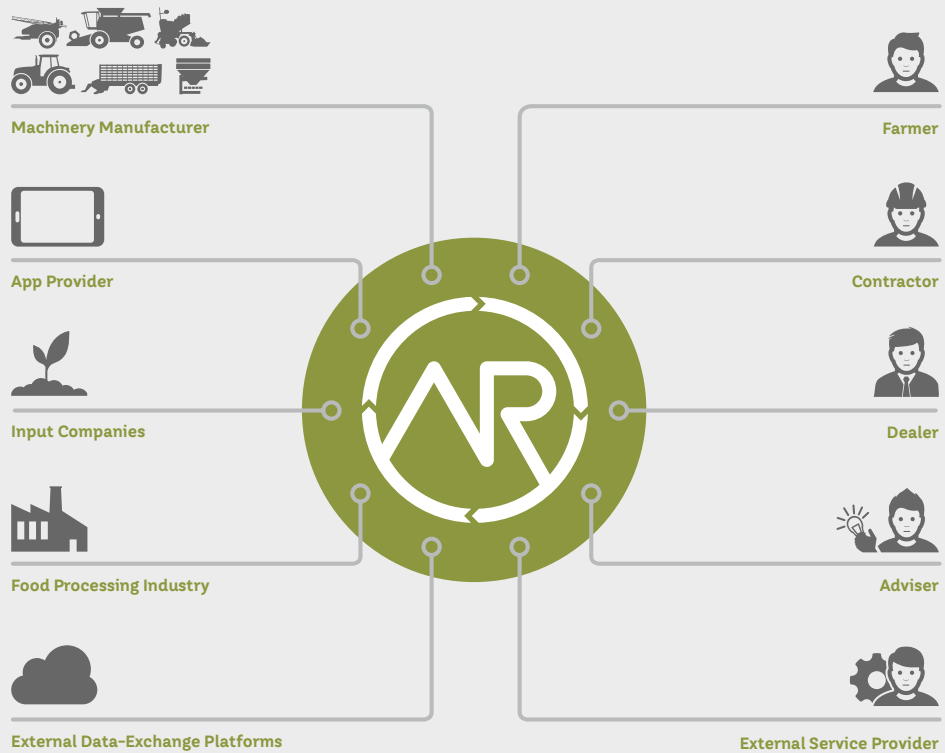 Machinery Manufacturer
Farmer
App Provider
Contractor
Input Companies
Dealer
Food Processing Industry
Adviser
External Data-Exchange Platforms
External Service Provider
AR